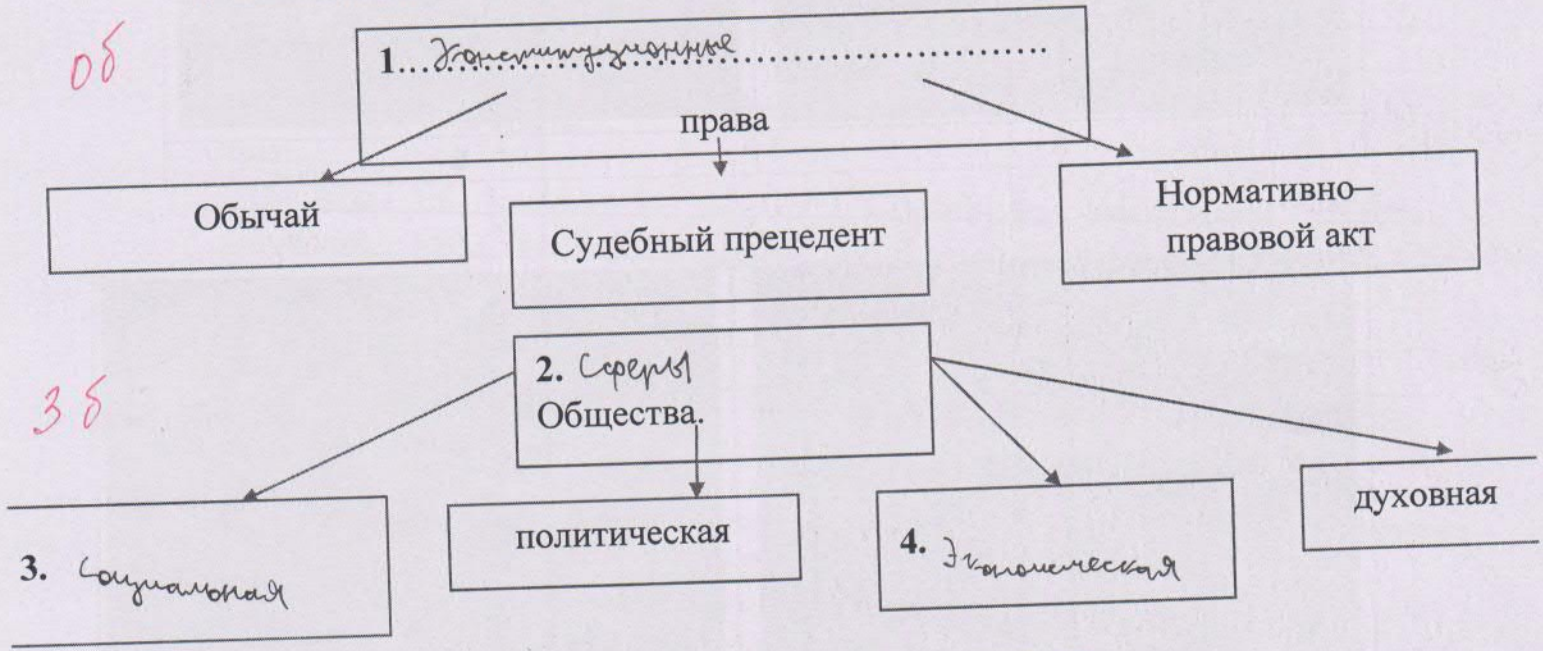 0б
1. Конституционные
права
Обычай
Судебный прецедент
Нормативно–
правовой акт
3б
2. Сферы
Общества.
3. Социальная
политическая
4. Экономическая
духовная